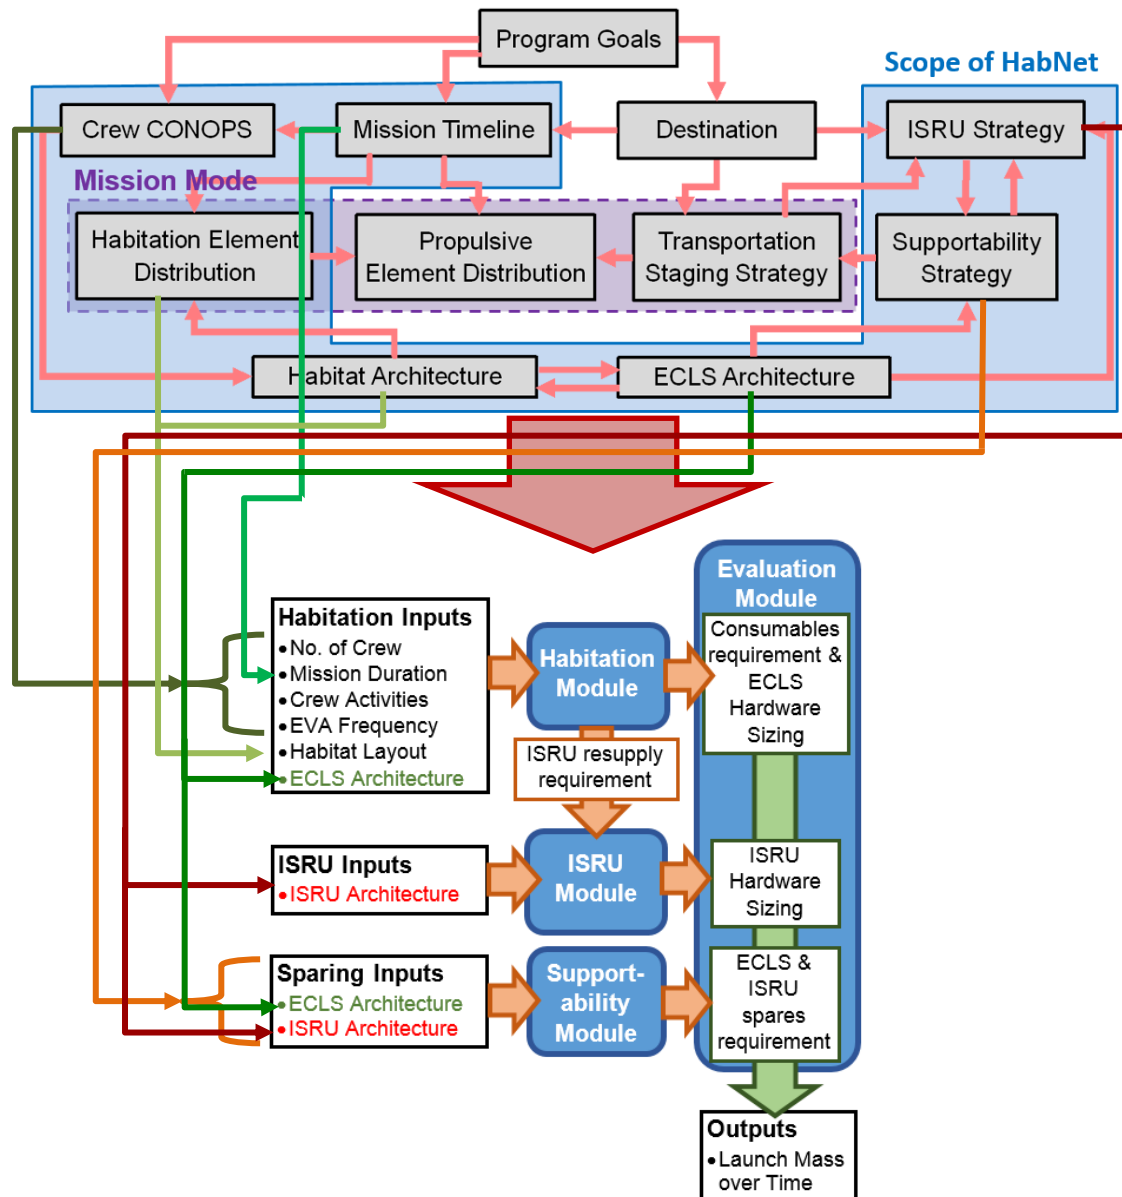 Program Goals
Scope of HabNet
Crew CONOPS
Mission Timeline
Destination
ISRU Strategy
Mission Mode
Habitation Element
Distribution
Propulsive
Element Distribution
Transportation
Staging Strategy
Supportability
Strategy
Habitat Architecture
ECLS Architecture
Evaluation
Module
Habitation Inputs
•No. of Crew
•Mission Duration
•Crew Activities
•EVA Frequency
•Habitat Layout
•ECLS Architecture
Habitation
Module
Consumables
requirement &
ECLS
Hardware
Sizing
ISRU resupply
requirement
ISRU Inputs
•ISRU Architecture
ISRU
Module
ISRU
Hardware
Sizing
Sparing Inputs
•ECLS Architecture
•ISRU Architecture
Support-
ability
Module
ECLS &
ISRU
spares
requirement
Outputs
•Launch Mass
over Time